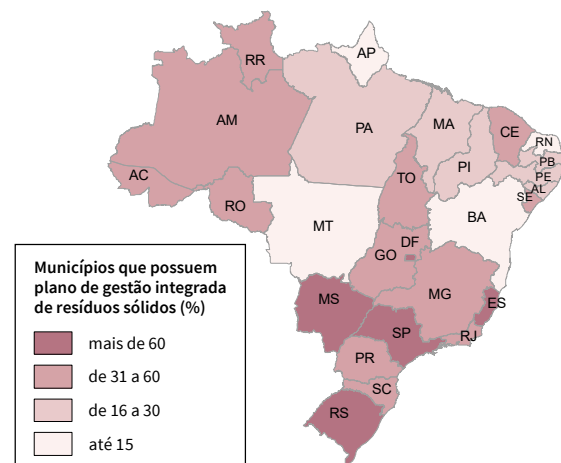 AP
RR
AM
PA
MA
CE
RN
PB
PE
AL
SE
PI
AC
TO
RO
BA
MT
DF
GO
MG
ES
MS
SP
RJ
PR
SC
RS
Municípios que possuem
plano de gestão integrada
de resíduos sólidos (%)
mais de 60
de 31 a 60
de 16 a 30
até 15